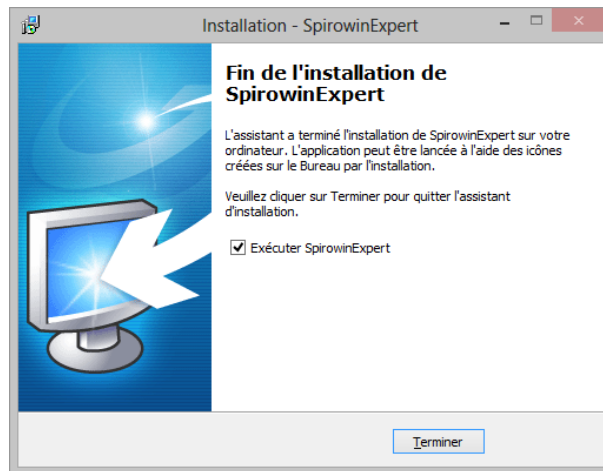 Installation - SpirowinExpert
Fin de l'installation de
SpirowinExpert
L'assistant a terminé l'installation de SpirowinExpert sur votre
ordinateur. L'application peut être lancée à l'aide des icônes
créées sur le Bureau par l'installation.
Veuillez cliquer sur Terminer pour quitter l'assistant
d'installation.
Exécuter SpirowinExpert
Terminer